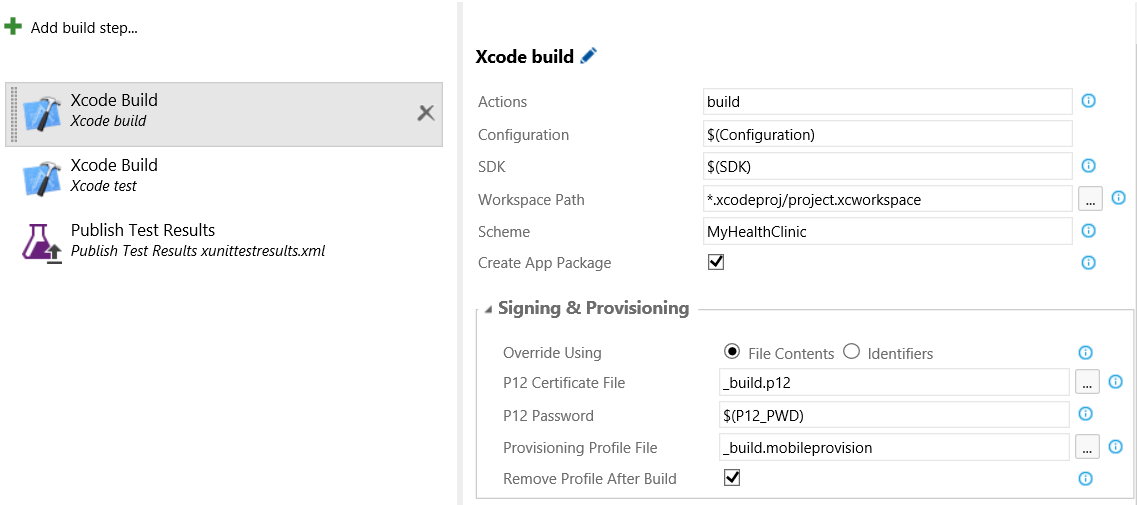 Add build step...
Xcode Build
Xcode build
Xcode Build
Xcode test
Publish Test Results
Publish Test Results xunittestresults.xml
Xcode build
Actions build
Configuration $(Configuration)
SDK $(SDK)
Workspace Path *.xcodeproj/project.xcworkspace ...
Scheme MyHealthClinic
Create App Package
Signing & Provisioning
Override Using File Contents Identifiers
P12 Certificate File _build.p12 ...
P12 Password $(P12_PWD)
Provisioning Profile File _build.mobileprovision ...
Remove Profile After Build